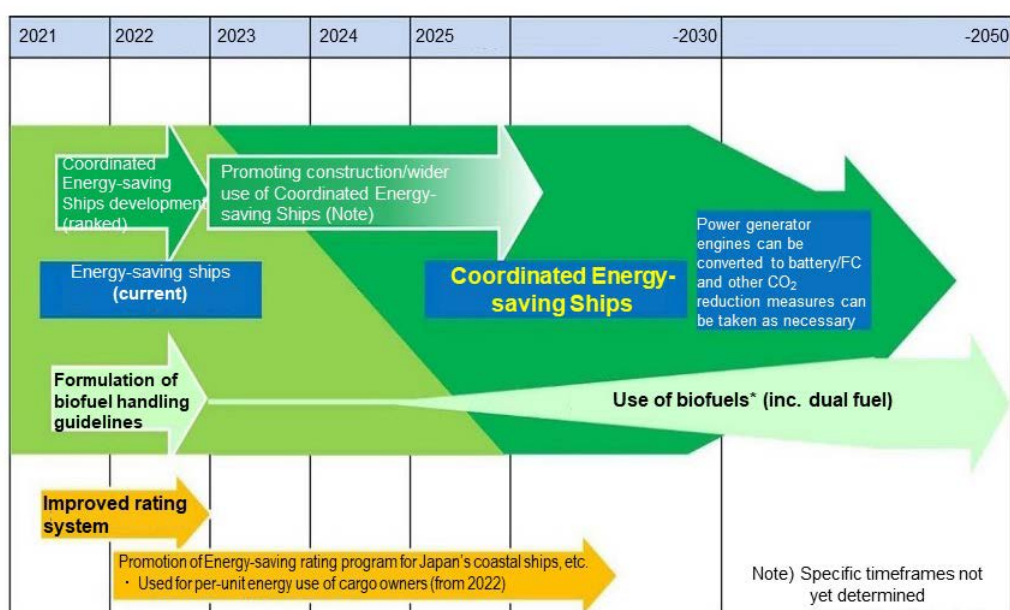 2021 2022 2023 2024 2025 -2030 -2050
Coordinated
Energy-saving
Ships development
(ranked)
Promoting construction/wider
use of Coordinated Energy-
saving Ships (Note)
Energy-saving ships
(current)
Coordinated Energy-
saving Ships
Power generator
engines can be
converted to battery/FC
and other CO₂
reduction measures can
be taken as necessary
Formulation of
biofuel handling
guidelines
Use of biofuels* (inc. dual fuel)
Improved rating
system
Promotion of Energy-saving rating program for Japan's coastal ships, etc.
・ Used for per-unit energy use of cargo owners (from 2022)
Note) Specific timeframes not
yet determined